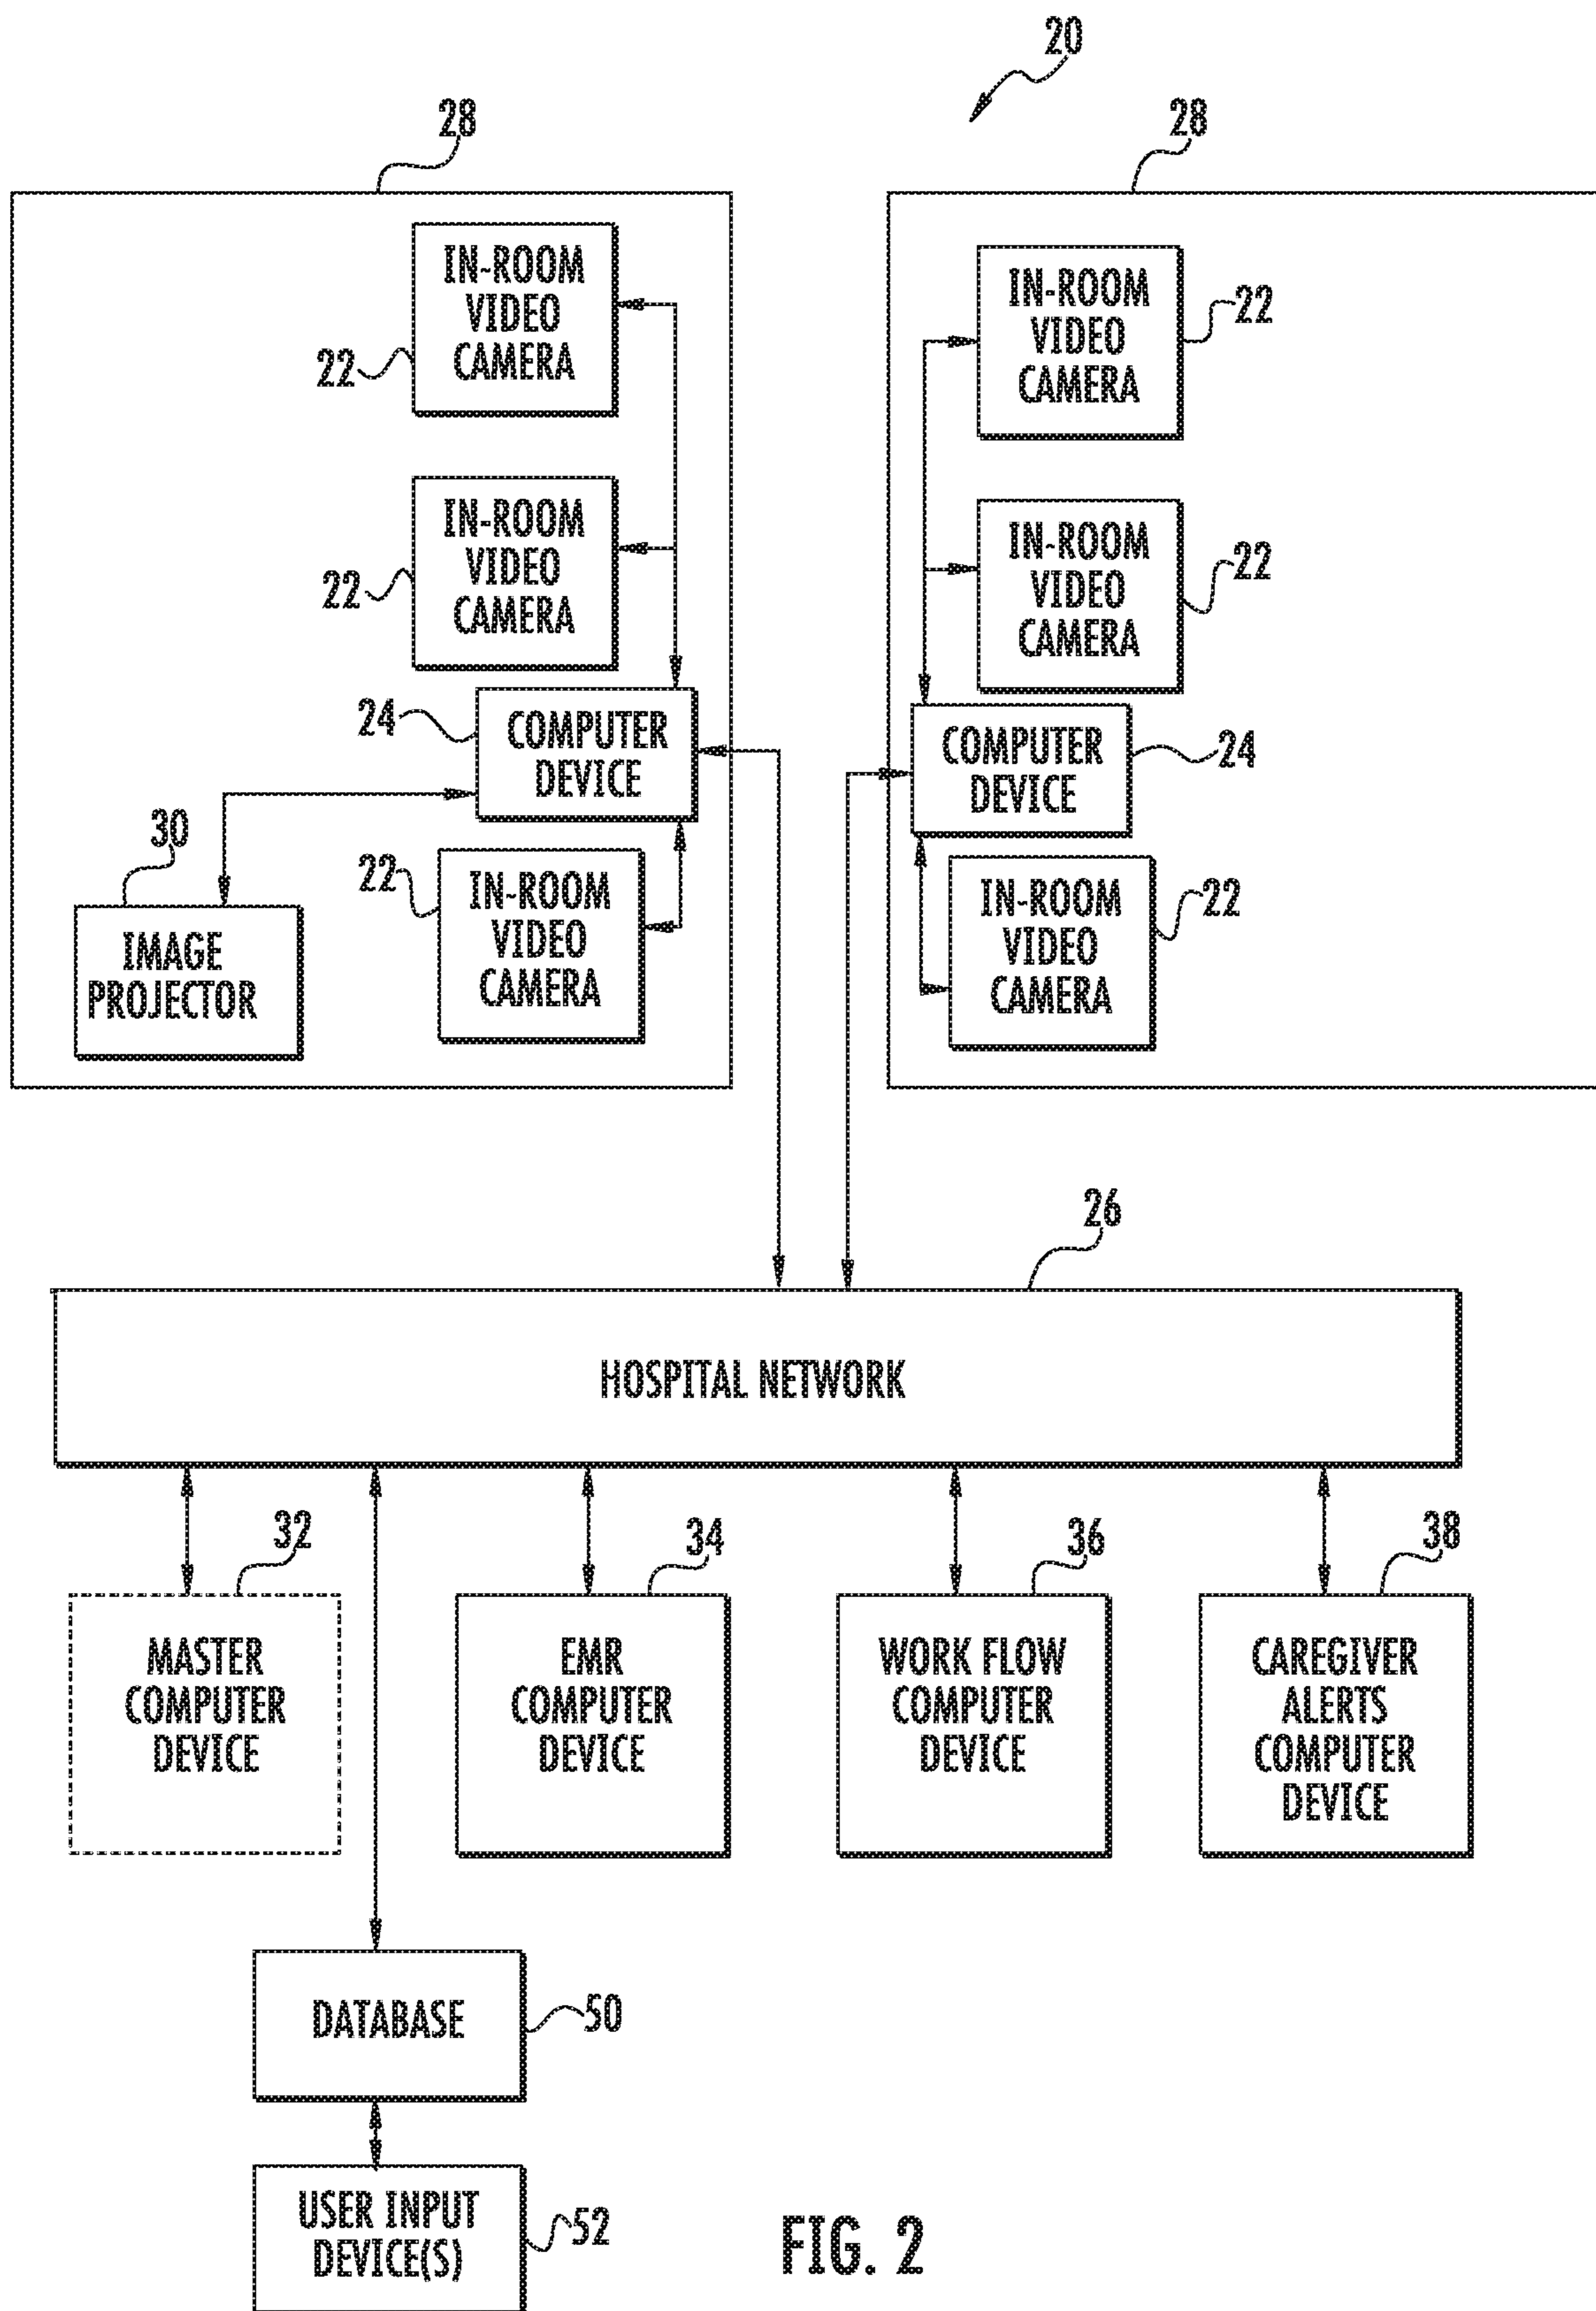 20
28
28
IN-ROOM
VIDEO
CAMERA
22
IN-ROOM
VIDEO
CAMERA
22
IN-ROOM
VIDEO
CAMERA
22
IN-ROOM
VIDEO
CAMERA
22
24
COMPUTER
DEVICE
COMPUTER
DEVICE
24
30
IMAGE
PROJECTOR
22
IN-ROOM
VIDEO
CAMERA
IN-ROOM
VIDEO
CAMERA
22
26
HOSPITAL NETWORK
32
34
36
38
MASTER
COMPUTER
DEVICE
EMR
COMPUTER
DEVICE
WORK FLOW
COMPUTER
DEVICE
CAREGIVER
ALERTS
COMPUTER
DEVICE
DATABASE
50
USER INPUT
DEVICE(S)
52
FIG. 2